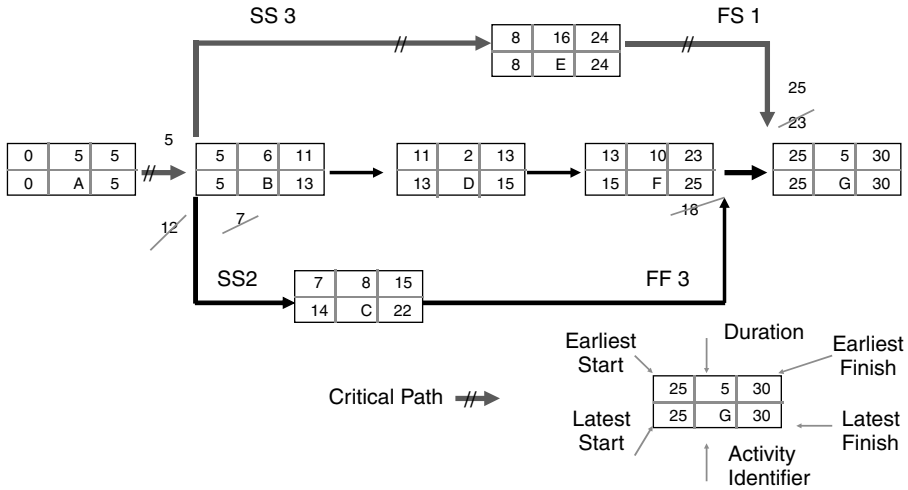 SS 3
FS 1
8 16 24
8 E 24
25
23
5
0 5 5
0 A 5
5 6 11
5 B 13
11 2 13
13 D 15
13 10 23
15 F 25
25 5 30
25 G 30
12
7
18
SS2
7 8 15
14 C 22
FF 3
Duration
Earliest
Start
Earliest
Finish
25 5 30
25 G 30
Critical Path
Latest
Start
Latest
Finish
Activity
Identifier